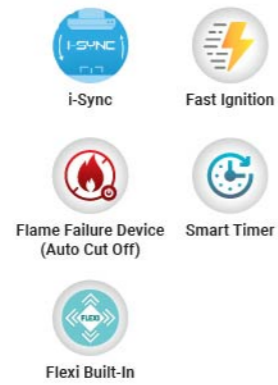 I-SYNC
i-Sync
Fast Ignition
Flame Failure Device
(Auto Cut Off)
Smart Timer
FLEXI
Flexi Built-In